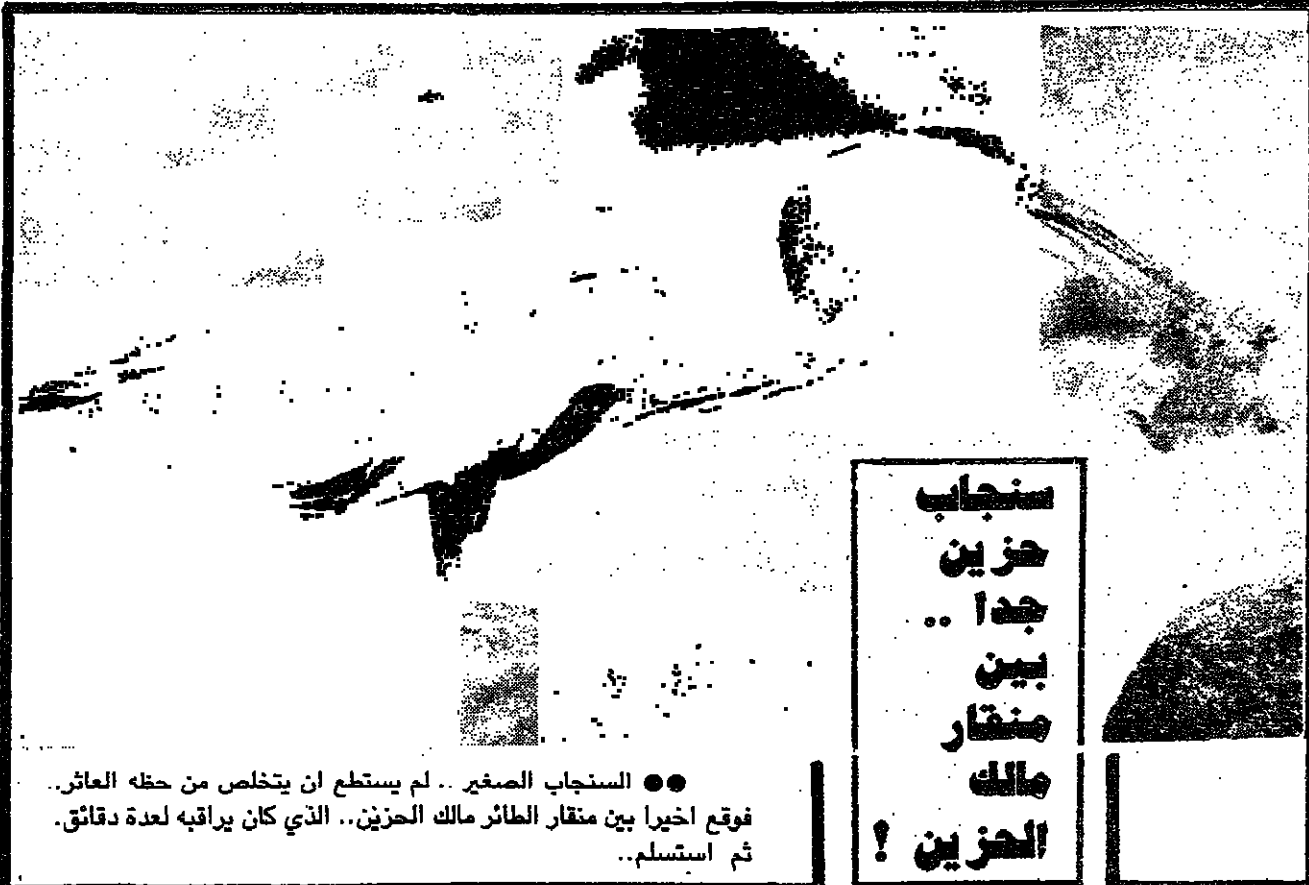 سنجاب
حزين
جدا ..
بين
منقار
مالك
الحزين !
●● السنجاب الصغير .. لم يستطع ان يتخلص من حظه العاثر..
فوقع اخيرا بين منقار الطائر مالك الحزين.. الذي كان يراقبه لعدة دقائق.
ثم استسلم..